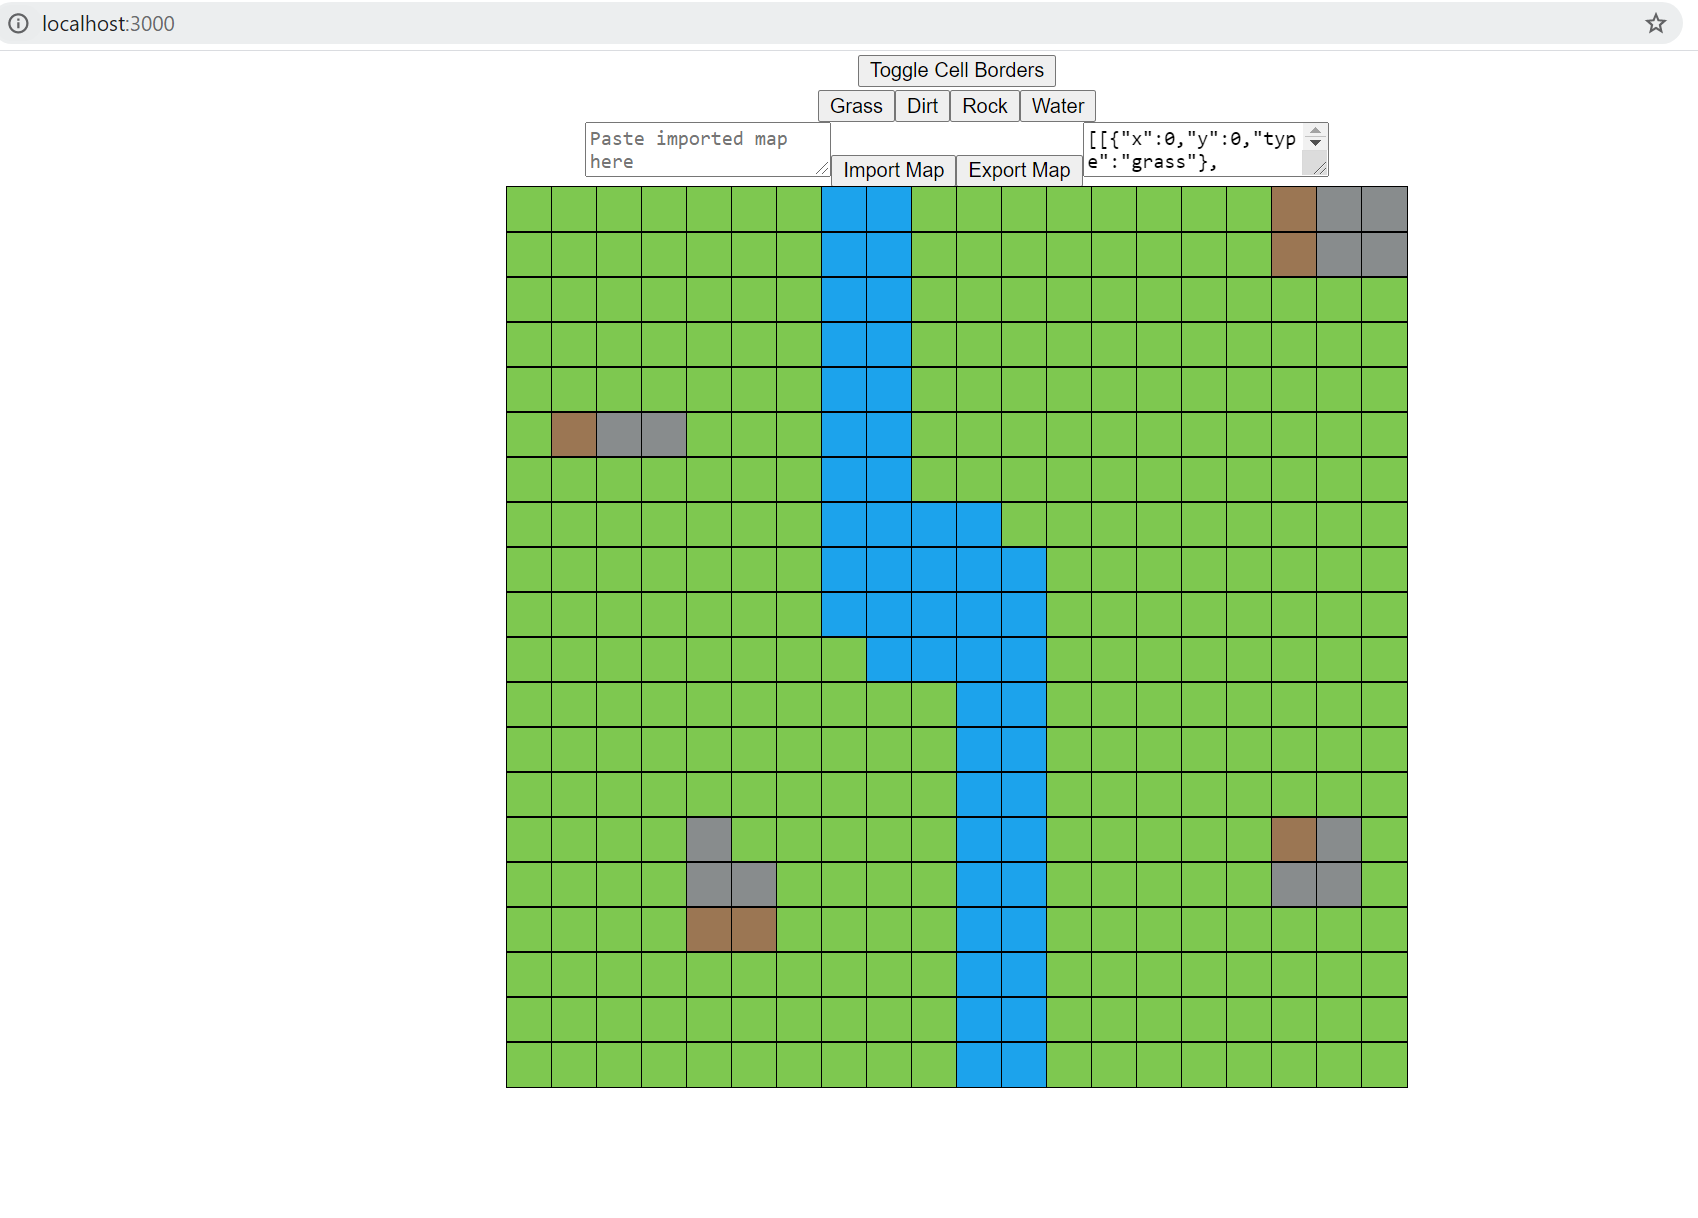 localhost:3000
Toggle Cell Borders
Grass Dirt Rock Water
Paste imported map
here
Import Map Export Map
[[{"x":0,"y":0,"typ
e":"grass"},